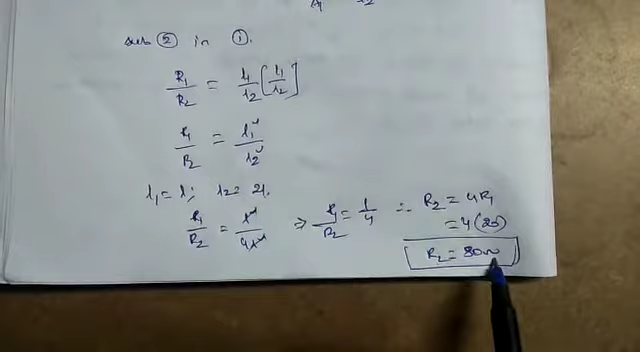 sub ② in ①.
R₁/R₂ = l₁/l₂ [l₁/l₂]
R₁/R₂ = l₁²/l₂²
l₁ = l; l₂ = 2l.
R₁/R₂ = l²/4l² ⇒ R₁/R₂ = 1/4 ∴ R₂ = 4R₁
= 4(20)
R₂ = 80Ω